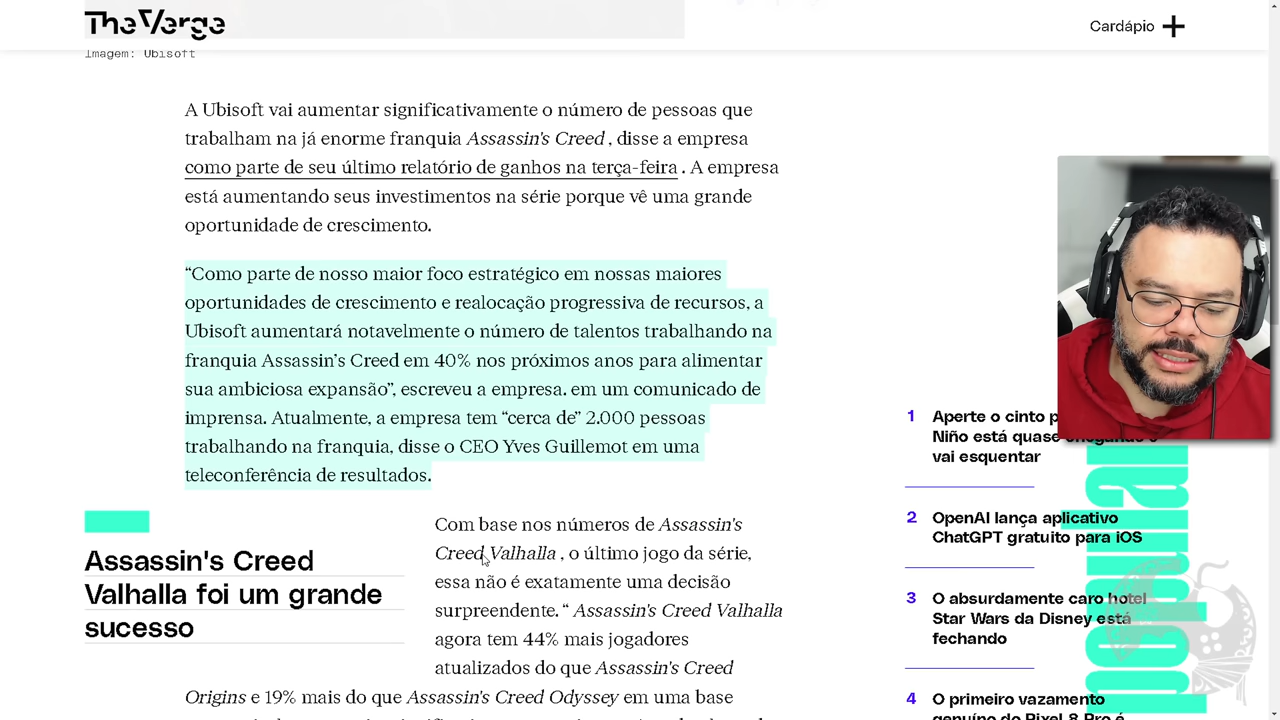 The Verge
Cardápio
Imagem: Ubisoft
A Ubisoft vai aumentar significativamente o número de pessoas que
trabalham na já enorme franquia Assassin's Creed , disse a empresa
como parte de seu último relatório de ganhos na terça-feira . A empresa
está aumentando seus investimentos na série porque vê uma grande
oportunidade de crescimento.
“Como parte de nosso maior foco estratégico em nossas maiores
oportunidades de crescimento e realocação progressiva de recursos, a
Ubisoft aumentará notavelmente o número de talentos trabalhando na
franquia Assassin’s Creed em 40% nos próximos anos para alimentar
sua ambiciosa expansão”, escreveu a empresa. em um comunicado de
imprensa. Atualmente, a empresa tem “cerca de” 2.000 pessoas
trabalhando na franquia, disse o CEO Yves Guillemot em uma
teleconferência de resultados.
Assassin's Creed
Valhalla foi um grande
sucesso
Com base nos números de Assassin's
Creed Valhalla , o último jogo da série,
essa não é exatamente uma decisão
surpreendente. “ Assassin's Creed Valhalla
agora tem 44% mais jogadores
atualizados do que Assassin's Creed
Origins e 19% mais do que Assassin's Creed Odyssey em uma base
popular
1 Aperte o cinto
Niño está quase
vai esquentar
2 OpenAI lança aplicativo
ChatGPT gratuito para iOS
3 O absurdamente caro hotel
Star Wars da Disney está
fechando
4 O primeiro vazamento
genuíno do Pixel 8 Pro é